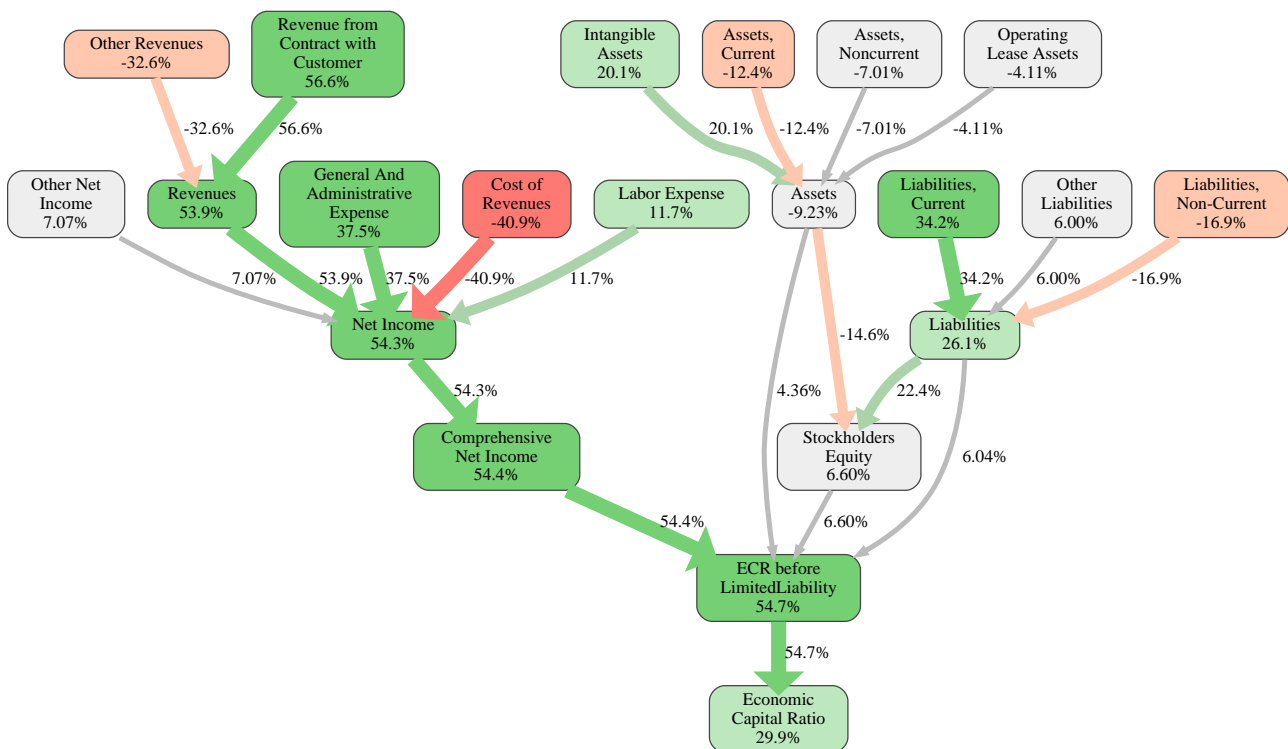 Other Revenues
-32.6%
Revenue from
Contract with
Customer
56.6%
Intangible
Assets
20.1%
Assets,
Current
-12.4%
Assets,
Noncurrent
-7.01%
Operating
Lease Assets
-4.11%
-32.6%
56.6%
20.1%
-12.4%
-7.01%
-4.11%
Other Net
Income
7.07%
Revenues
53.9%
General And
Administrative
Expense
37.5%
Cost of
Revenues
-40.9%
Labor Expense
11.7%
Assets
-9.23%
Liabilities,
Current
34.2%
Other
Liabilities
6.00%
Liabilities,
Non-Current
-16.9%
7.07%
53.9%
37.5%
-40.9%
11.7%
34.2%
6.00%
-16.9%
Net Income
54.3%
-14.6%
Liabilities
26.1%
54.3%
4.36%
22.4%
Comprehensive
Net Income
54.4%
Stockholders
Equity
6.60%
6.04%
54.4%
6.60%
ECR before
LimitedLiability
54.7%
54.7%
Economic
Capital Ratio
29.9%